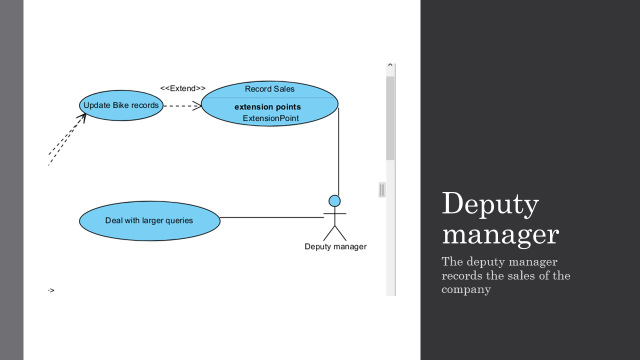 <<Extend>>
Record Sales
Update Bike records
extension points
ExtensionPoint
Deal with larger queries
Deputy manager
Deputy
manager
The deputy manager
records the sales of the
company